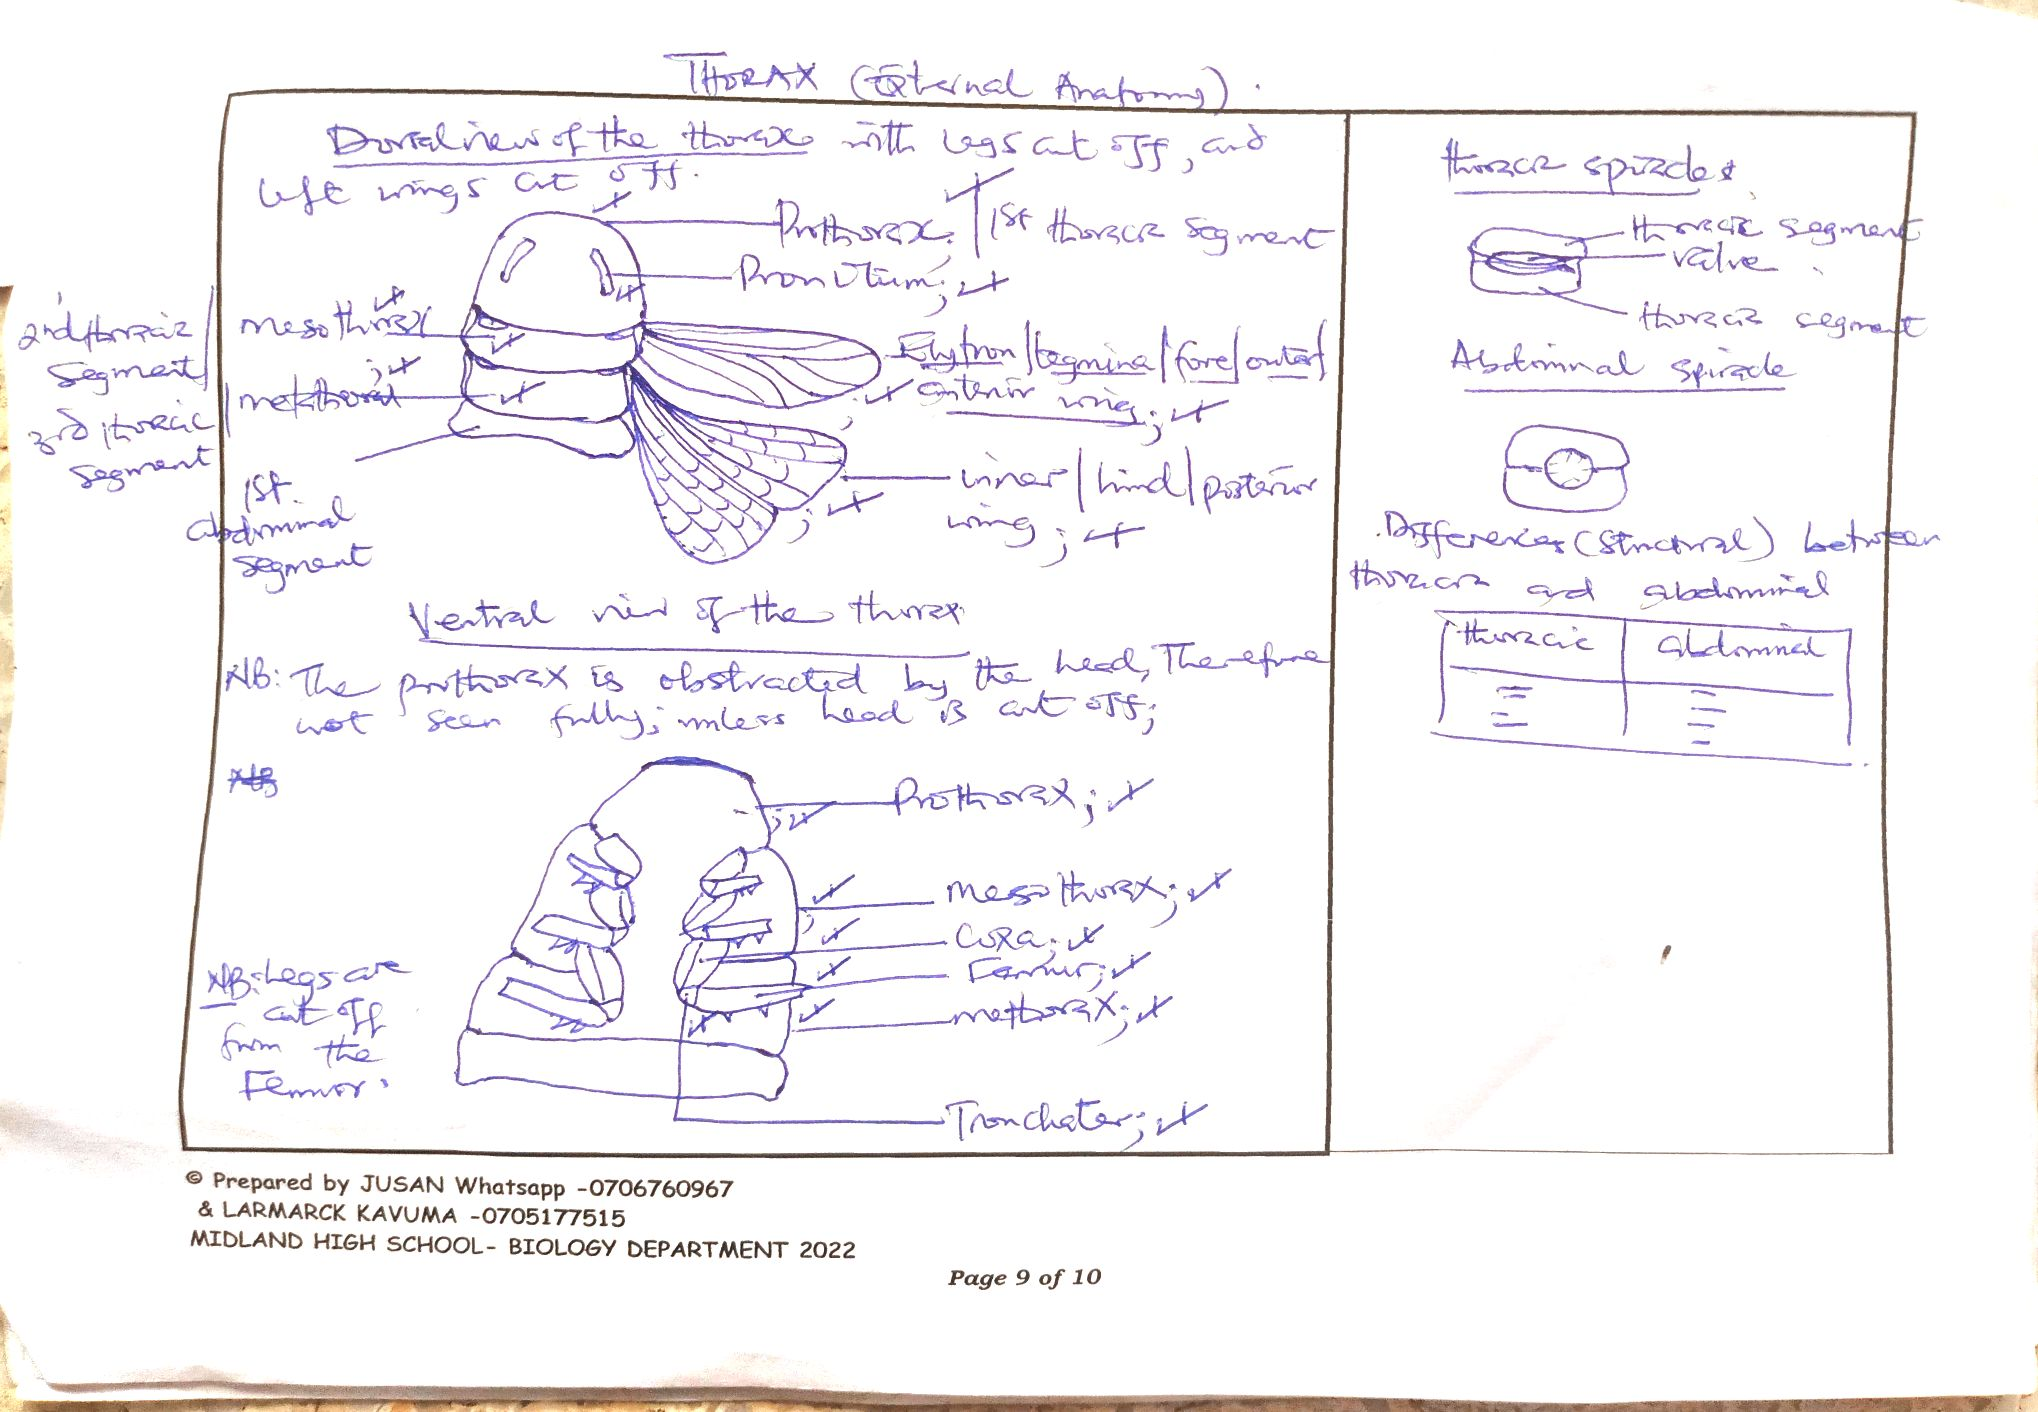 THORAX (External Anatomy).
Dorsal view of the thorax with legs cut off, and
left wings cut off.
Prothorax; / 1st thoracic segment
Pronutum;
2nd thoracic segment / mesothorax
;
Elytron/tegmina/fore/outer/
anterior wing;
3rd thoracic segment / metathorax
inner/hind/posterior
wing;
1st.
abdominal
segment
Ventral view of the thorax
NB: The prothorax is obstracted by the head, Therefore
not seen fully; unless head is cut off;
NB
Prothorax;
mesothorax;
Coxa;
Femur;
methorax;
Tronchater;
NB: Legs are
cut off
from the
Femur.
thoracic spiracles
thoracic segment
valve
thoracic segment
Abdominal spiracle
Differences (structural) between
thoracic and abdominal
thoracic abdominal
© Prepared by JUSAN Whatsapp -0706760967
& LARMARCK KAVUMA -0705177515
MIDLAND HIGH SCHOOL- BIOLOGY DEPARTMENT 2022
Page 9 of 10